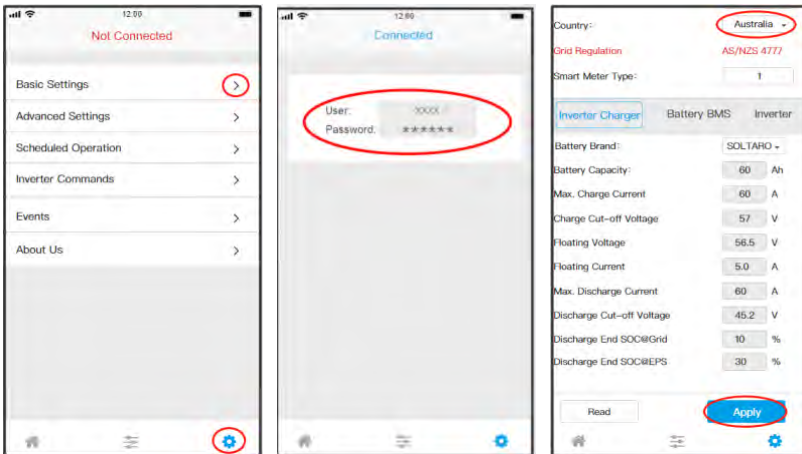 12:00
Not Connected
Basic Settings
Advanced Settings
Scheduled Operation
Inverter Commands
Events
About Us
12:00
Connected
User: XXXX
Password: ******
Country: Australia
Grid Regulation AS/NZS 4777
Smart Meter Type: 1
Inverter Charger Battery BMS Inverter
Battery Brand: SOLTARO
Battery Capacity: 60 Ah
Max. Charge Current 60 A
Charge Cut-off Voltage 57 V
Floating Voltage 56.5 V
Floating Current 5.0 A
Max. Discharge Current 60 A
Discharge Cut-off Voltage 45.2 V
Discharge End SOC@Grid 10 %
Discharge End SOC@EPS 30 %
Read Apply